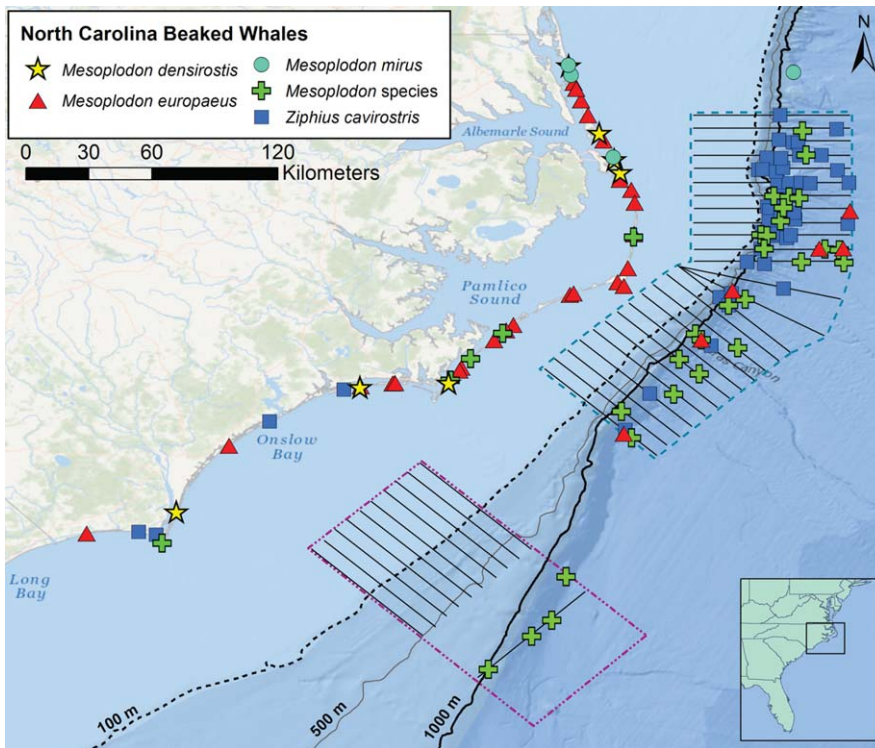 North Carolina Beaked Whales
Mesoplodon densirostis
Mesoplodon europaeus
Mesoplodon mirus
Mesoplodon species
Ziphius cavirostris
0 30 60 120
Kilometers
N
Albemarle Sound
Pamlico
Sound
Canyon
Onslow
Bay
Long
Bay
100 m
500 m
1000 m